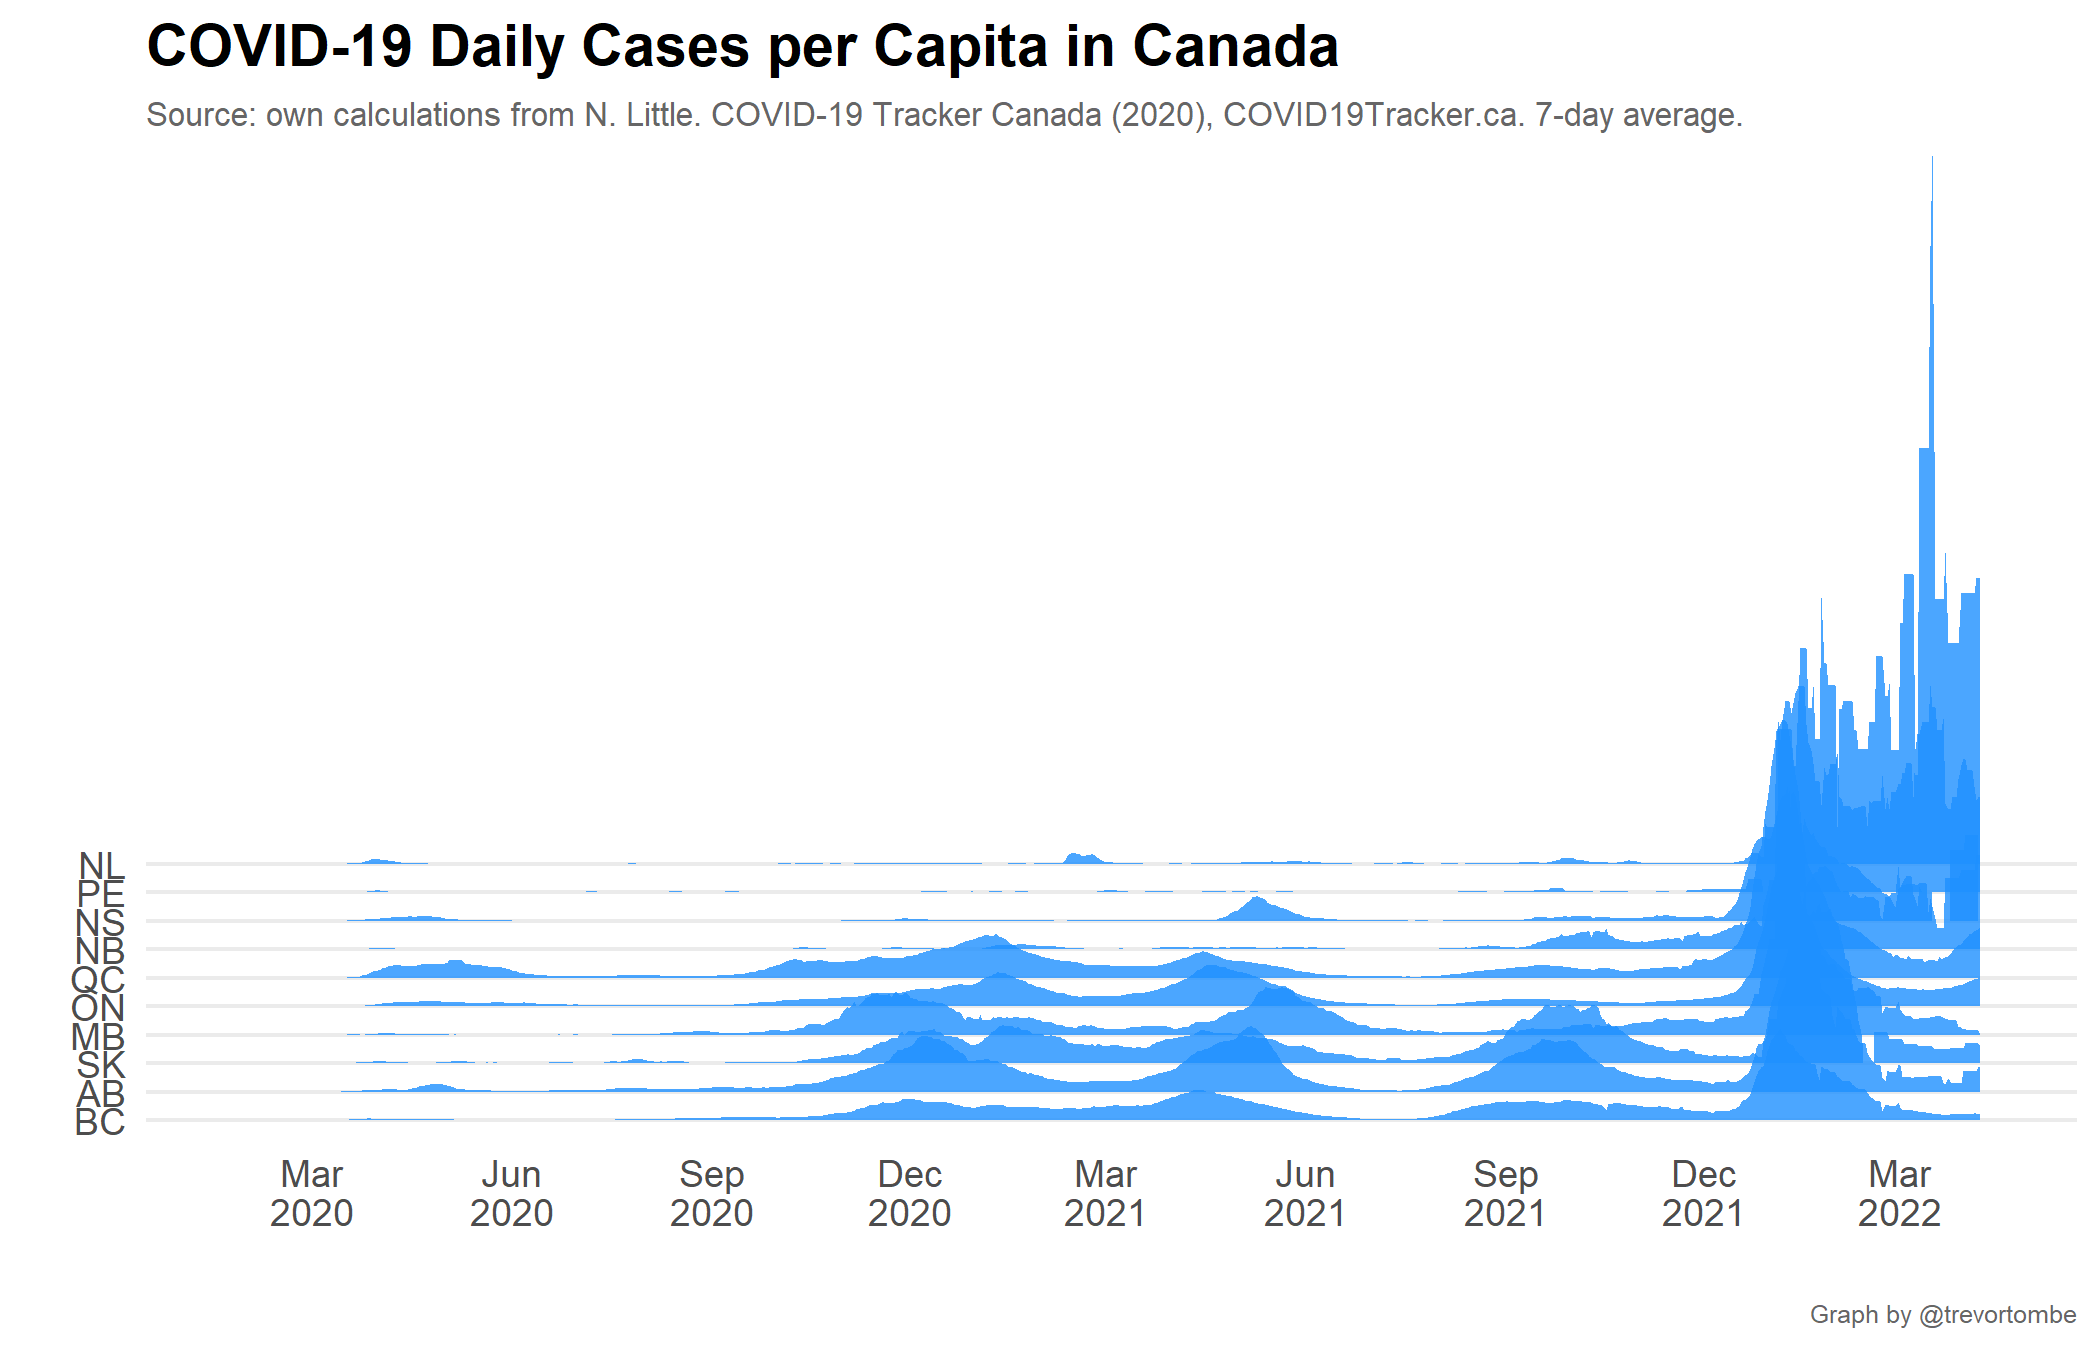 COVID-19 Daily Cases per Capita in Canada
Source: own calculations from N. Little. COVID-19 Tracker Canada (2020), COVID19Tracker.ca. 7-day average.
NL
PE
NS
NB
QC
ON
MB
SK
AB
BC
Mar Jun Sep Dec Mar Jun Sep Dec Mar
2020 2020 2020 2020 2021 2021 2021 2021 2022
Graph by @trevortombe